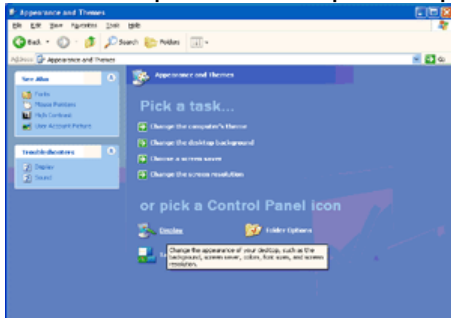 Appearance and Themes
File Edit View Favorites Tools Help
Back Search Folders
Address Appearance and Themes Go
See Also
Fonts
Mouse Pointers
High Contrast
User Account Picture
Troubleshooters
Display
Sound
Appearance and Themes
Pick a task...
Change the computer's theme
Change the desktop background
Choose a screen saver
Change the screen resolution
or pick a Control Panel icon
Display
Folder Options
Change the appearance of your desktop, such as the
background, screen saver, colors, font sizes, and screen
resolution.